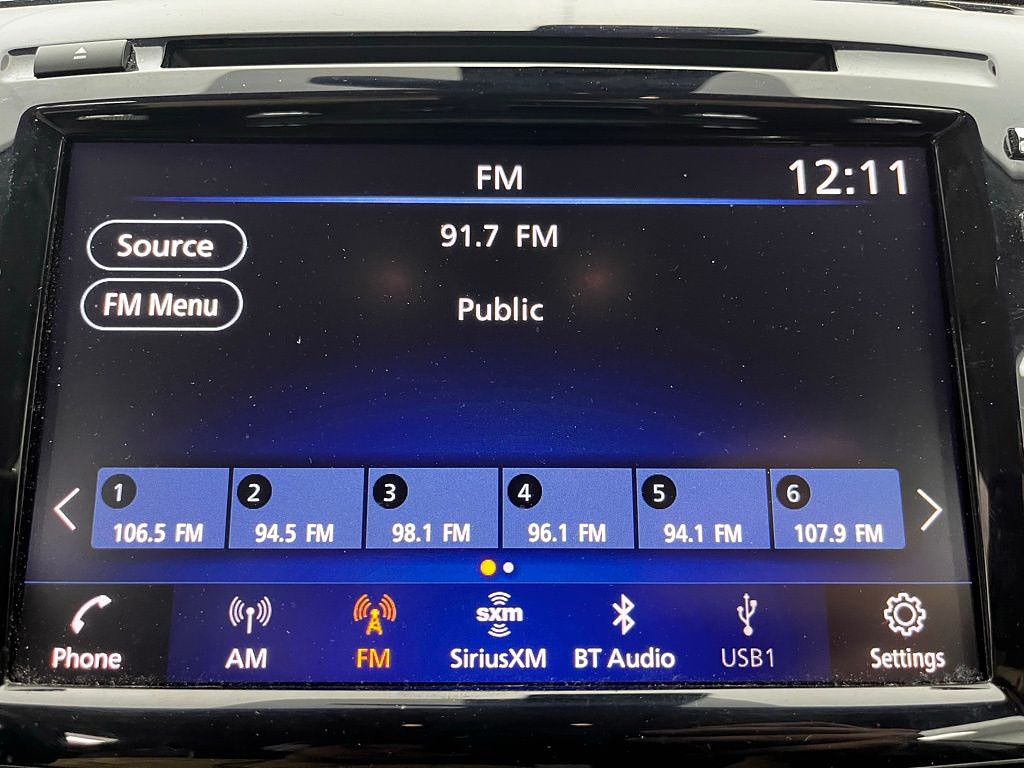 FM
12:11
Source
91.7 FM
FM Menu
Public
1 2 3 4 5 6
106.5 FM 94.5 FM 98.1 FM 96.1 FM 94.1 FM 107.9 FM
sxm
Phone AM FM SiriusXM BT Audio USB1 Settings